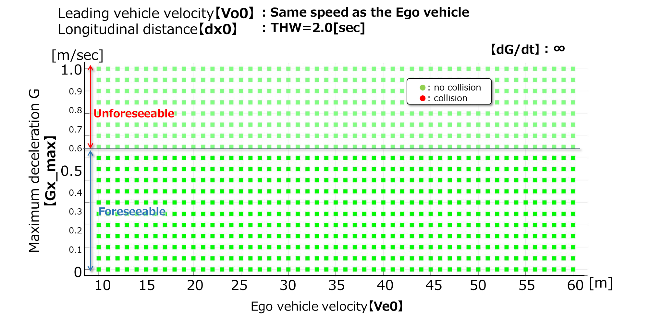 Leading vehicle velocity【Vo0】 : Same speed as the Ego vehicle
Longitudinal distance【dx0】 : THW=2.0[sec]
【dG/dt】: ∞
[m/sec]
Maximum deceleration G
【Gx_max】
1.0
0.9
0.8
0.7
0.6
0.5
0.4
0.3
0.2
0.1
0
Unforeseeable
Foreseeable
: no collision
: collision
10 15 20 25 30 35 40 45 50 55 60 [m]
Ego vehicle velocity【Ve0】